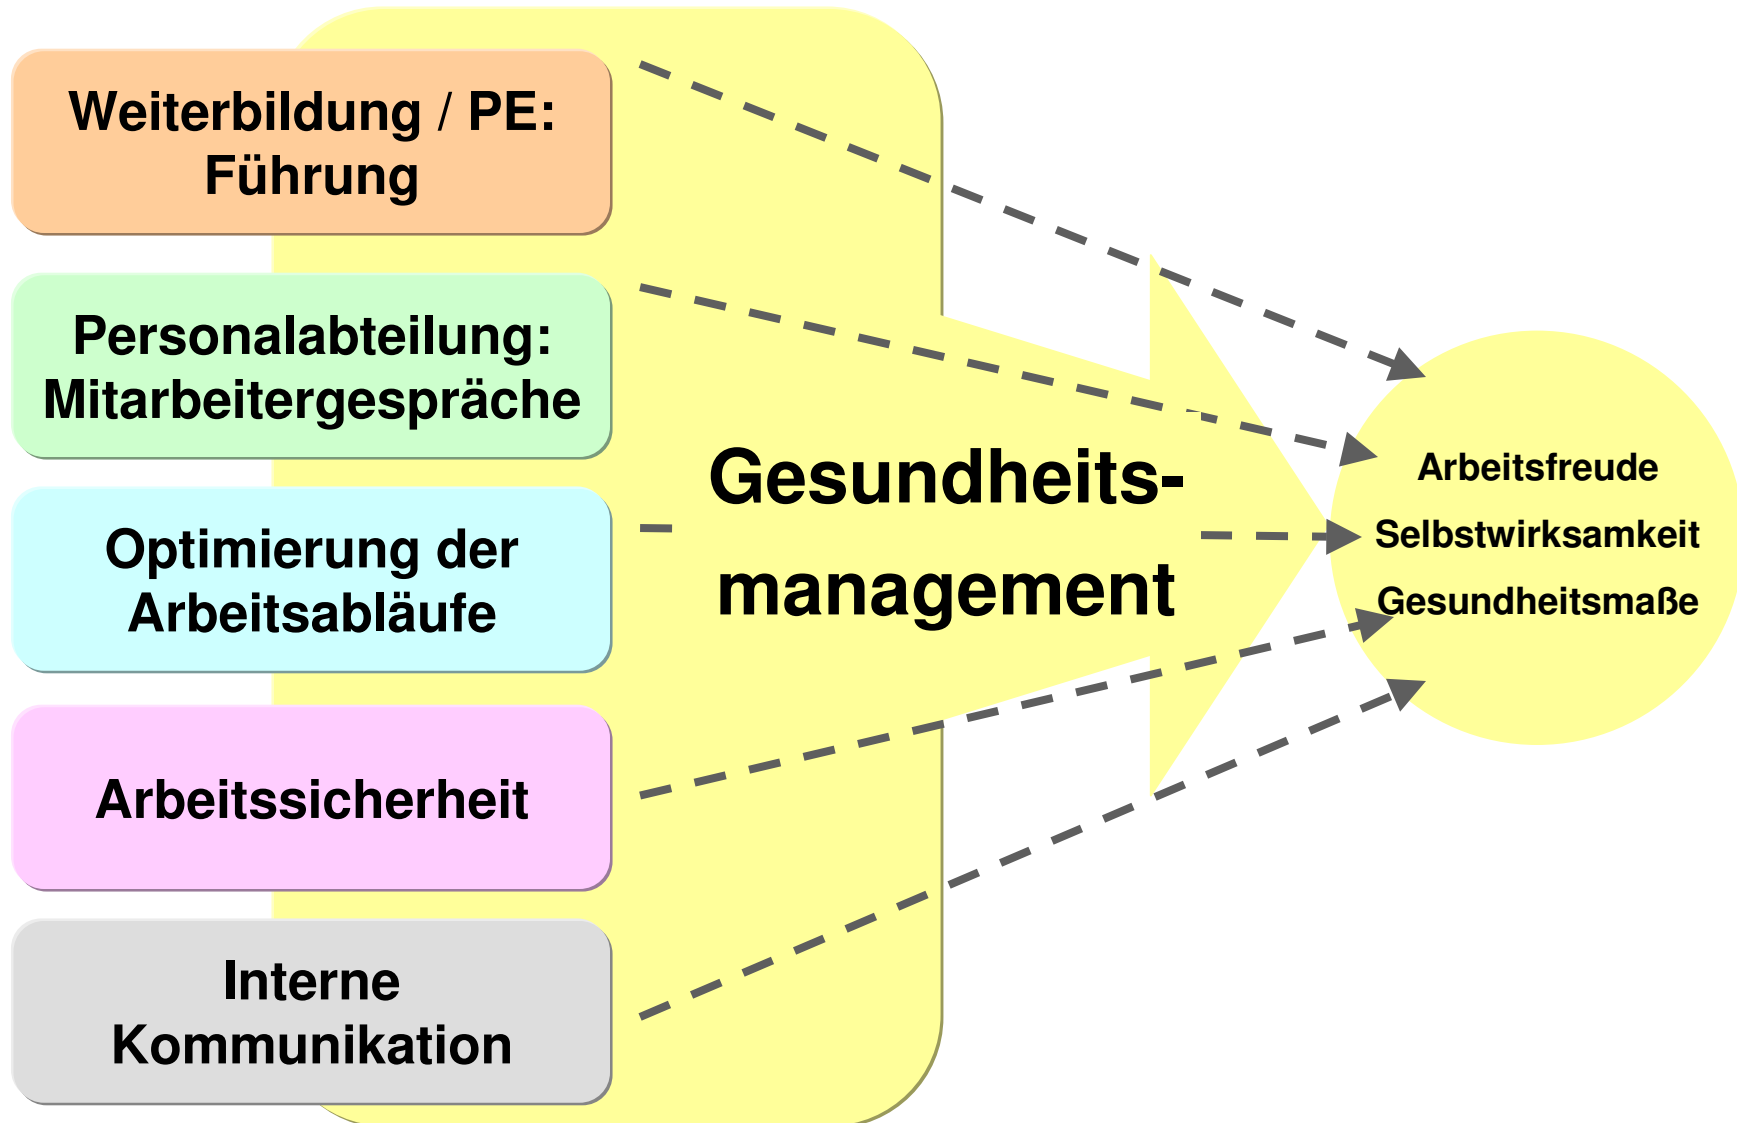 Weiterbildung / PE:
Führung
Personalabteilung:
Mitarbeitergespräche
Optimierung der
Arbeitsabläufe
Arbeitssicherheit
Interne
Kommunikation
Gesundheits-
management
Arbeitsfreude
Selbstwirksamkeit
Gesundheitsmaße